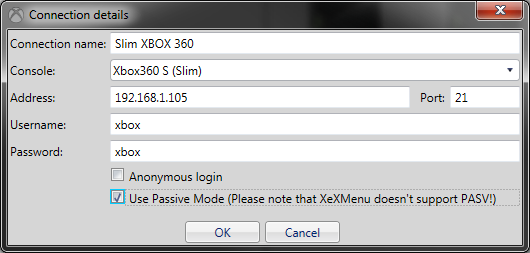 Connection details
Connection name: Slim XBOX 360
Console: Xbox360 S (Slim)
Address: 192.168.1.105 Port: 21
Username: xbox
Password: xbox
Anonymous login
Use Passive Mode (Please note that XeXMenu doesn't support PASV!)
OK Cancel